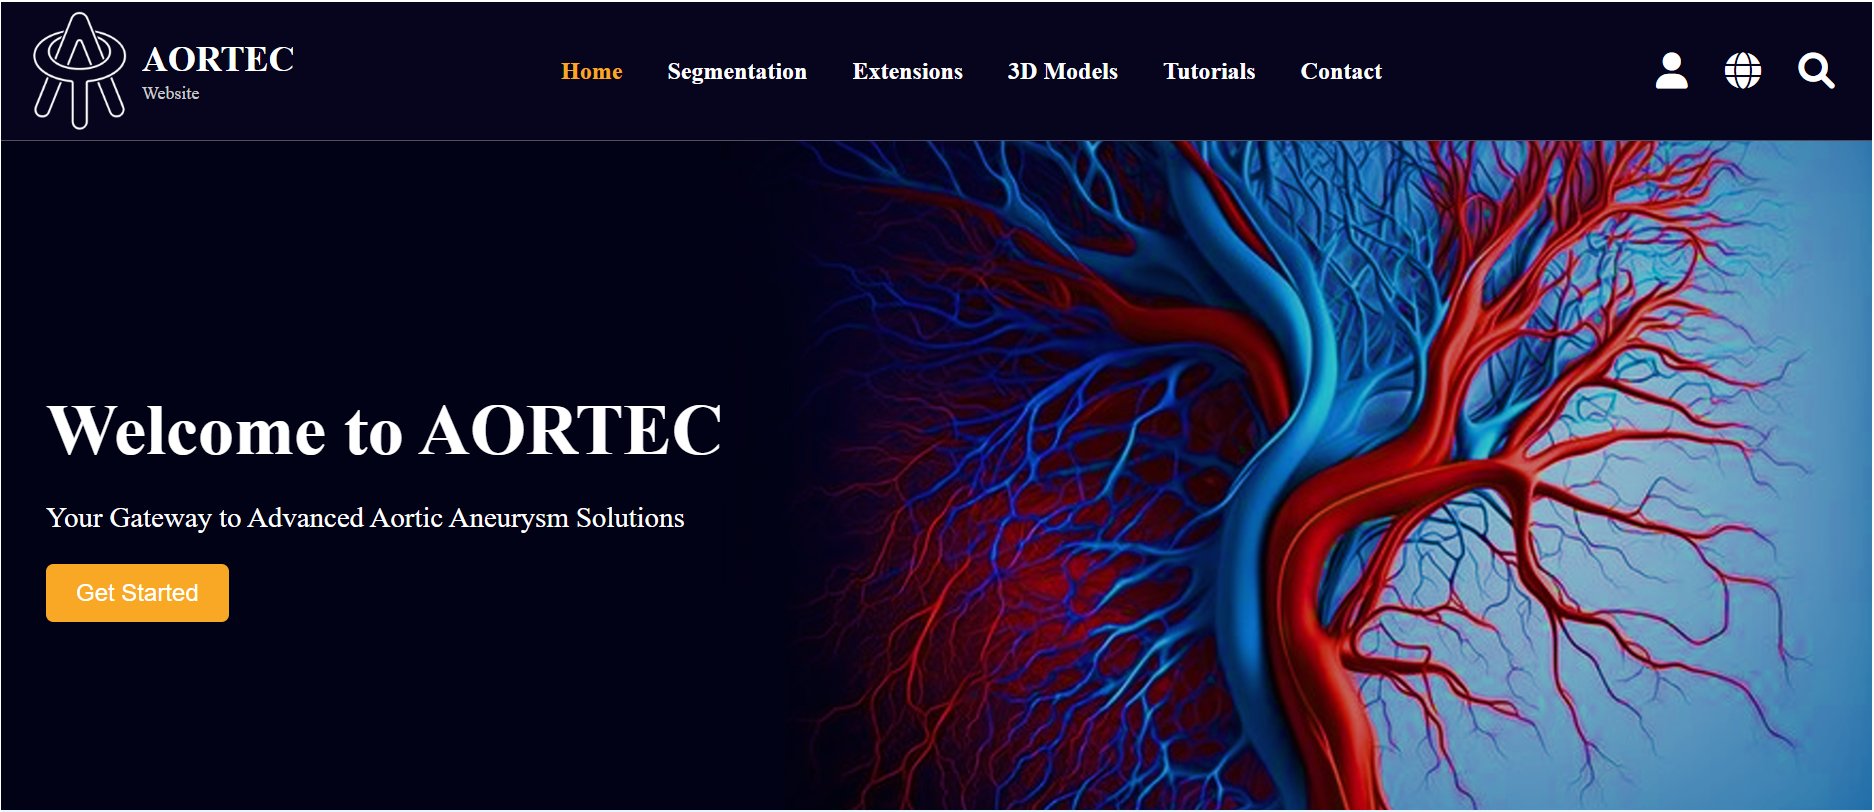 AORTEC
Website
Home Segmentation Extensions 3D Models Tutorials Contact
Welcome to AORTEC
Your Gateway to Advanced Aortic Aneurysm Solutions
Get Started